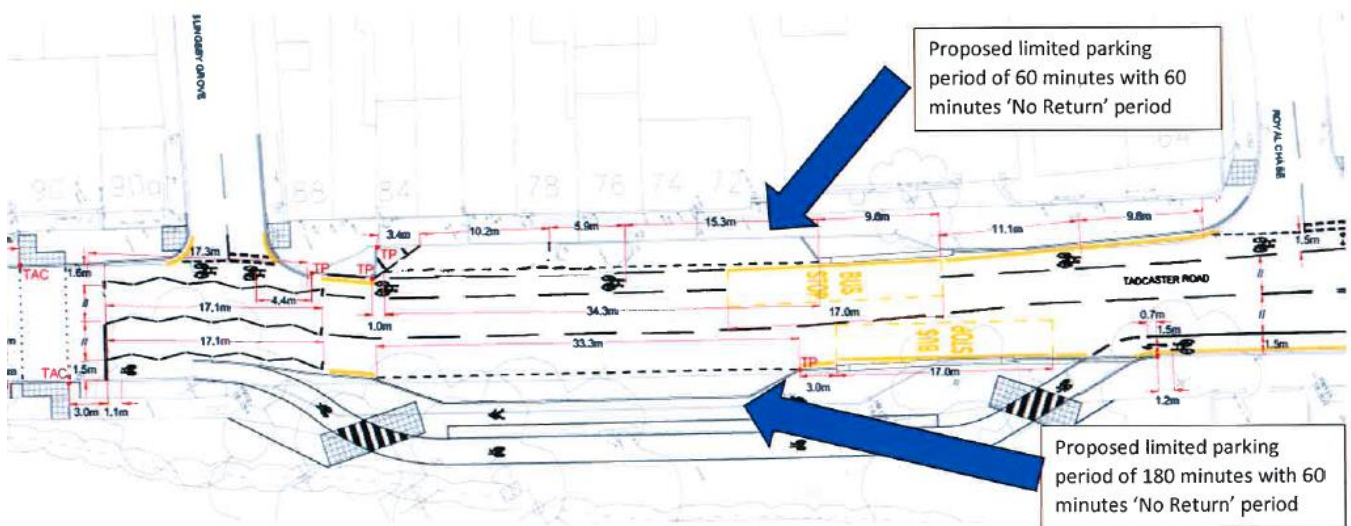 Proposed limited parking
period of 60 minutes with 60
minutes 'No Return' period
SLINGSBY GROVE
ROYAL CHASE
90
90a
88
84
78
76
74
72
64
3.4m
10.2m
5.9m
15.3m
9.8m
11.1m
9.8m
17.3m
TP
TP
1.5m
TAC
1.6m
4.4m
17.1m
1.0m
34.3m
BUS
STOP
17.0m
TADCASTER ROAD
17.1m
33.3m
TP
BUS
STOP
0.7m
1.5m
1.5m
TAC
1.5m
3.0m
17.0m
3.0m
1.1m
1.2m
Proposed limited parking
period of 180 minutes with 60
minutes 'No Return' period